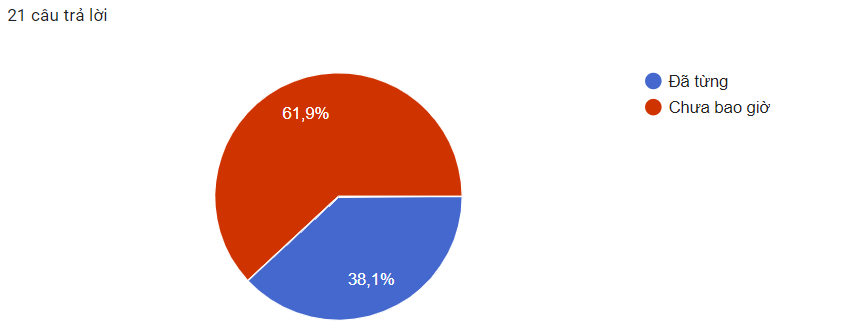 21 câu trả lời
Đã từng
Chưa bao giờ
61,9%
38,1%